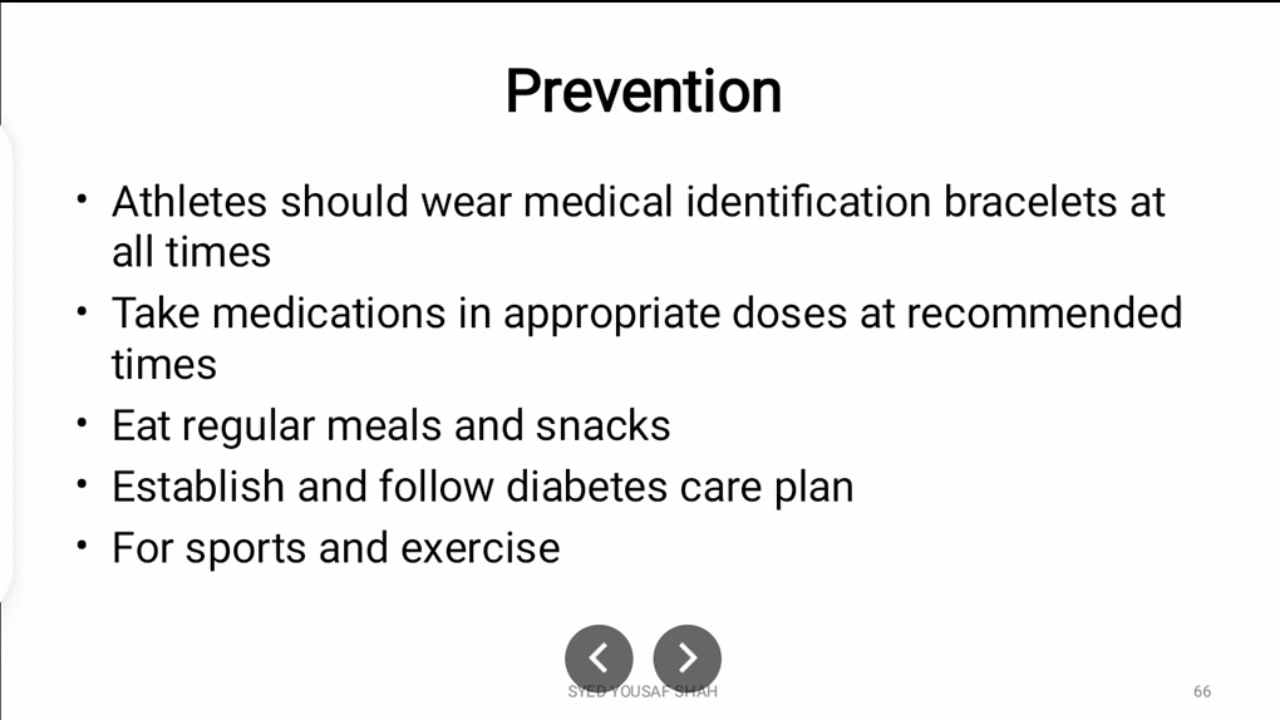 Prevention
• Athletes should wear medical identification bracelets at
all times
• Take medications in appropriate doses at recommended
times
• Eat regular meals and snacks
• Establish and follow diabetes care plan
• For sports and exercise
SYED YOUSAF SHAH
66